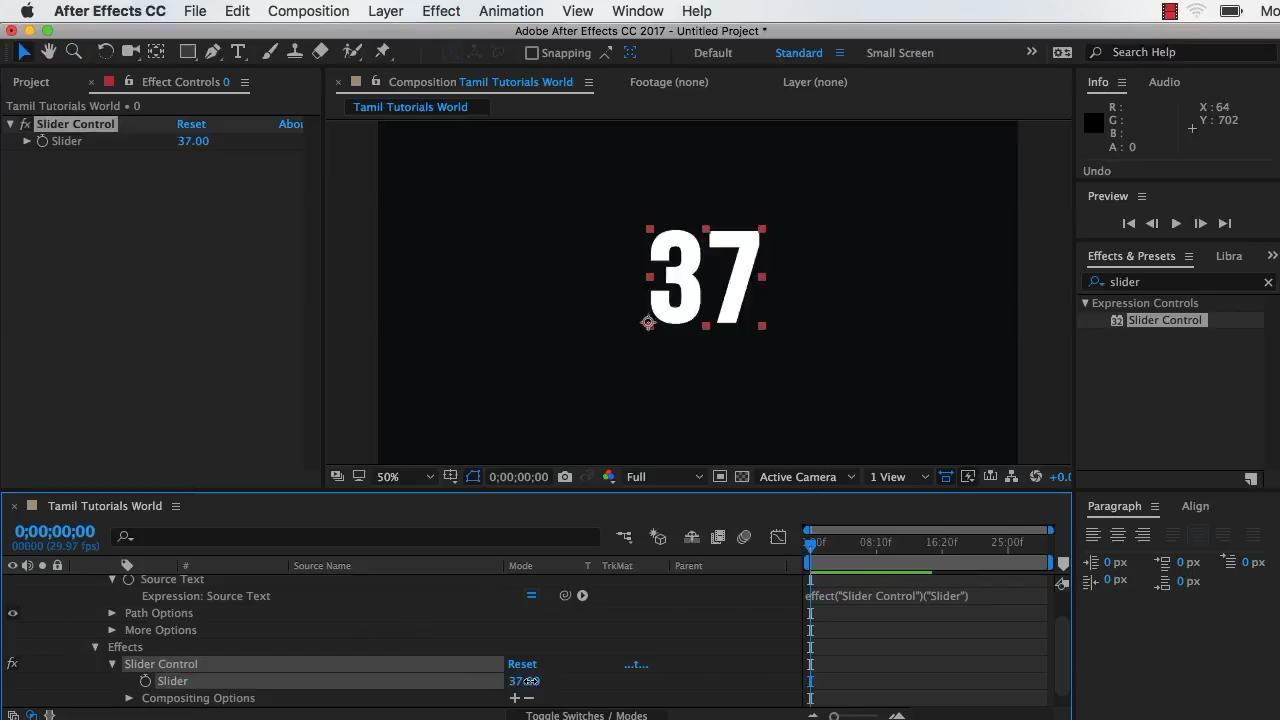 After Effects CC File Edit Composition Layer Effect Animation View Window Help
Adobe After Effects CC 2017 - Untitled Project *
Snapping Default Standard Small Screen Search Help
Project Effect Controls 0 Composition Tamil Tutorials World Footage (none) Layer (none) Info Audio
Tamil Tutorials World • 0 Tamil Tutorials World
fx Slider Control Reset
Slider 37.00
R :
G :
B :
A : 0
X : 64
Y : 702
Undo
Preview
Effects & Presets
slider
Expression Controls
Slider Control
37
50% 0;00;00;00 Full Active Camera 1 View +0.0
Tamil Tutorials World
0;00;00;00
00000 (29.97 fps)
08:10f 16:20f 25:00f
# Source Name Mode T TrkMat Parent
Source Text
Expression: Source Text effect("Slider Control")("Slider")
Path Options
More Options
Effects
fx Slider Control Reset ...t...
Slider
Compositing Options
Toggle Switches / Modes
Paragraph Align
0 px 0 px 0 px
0 px 0 px